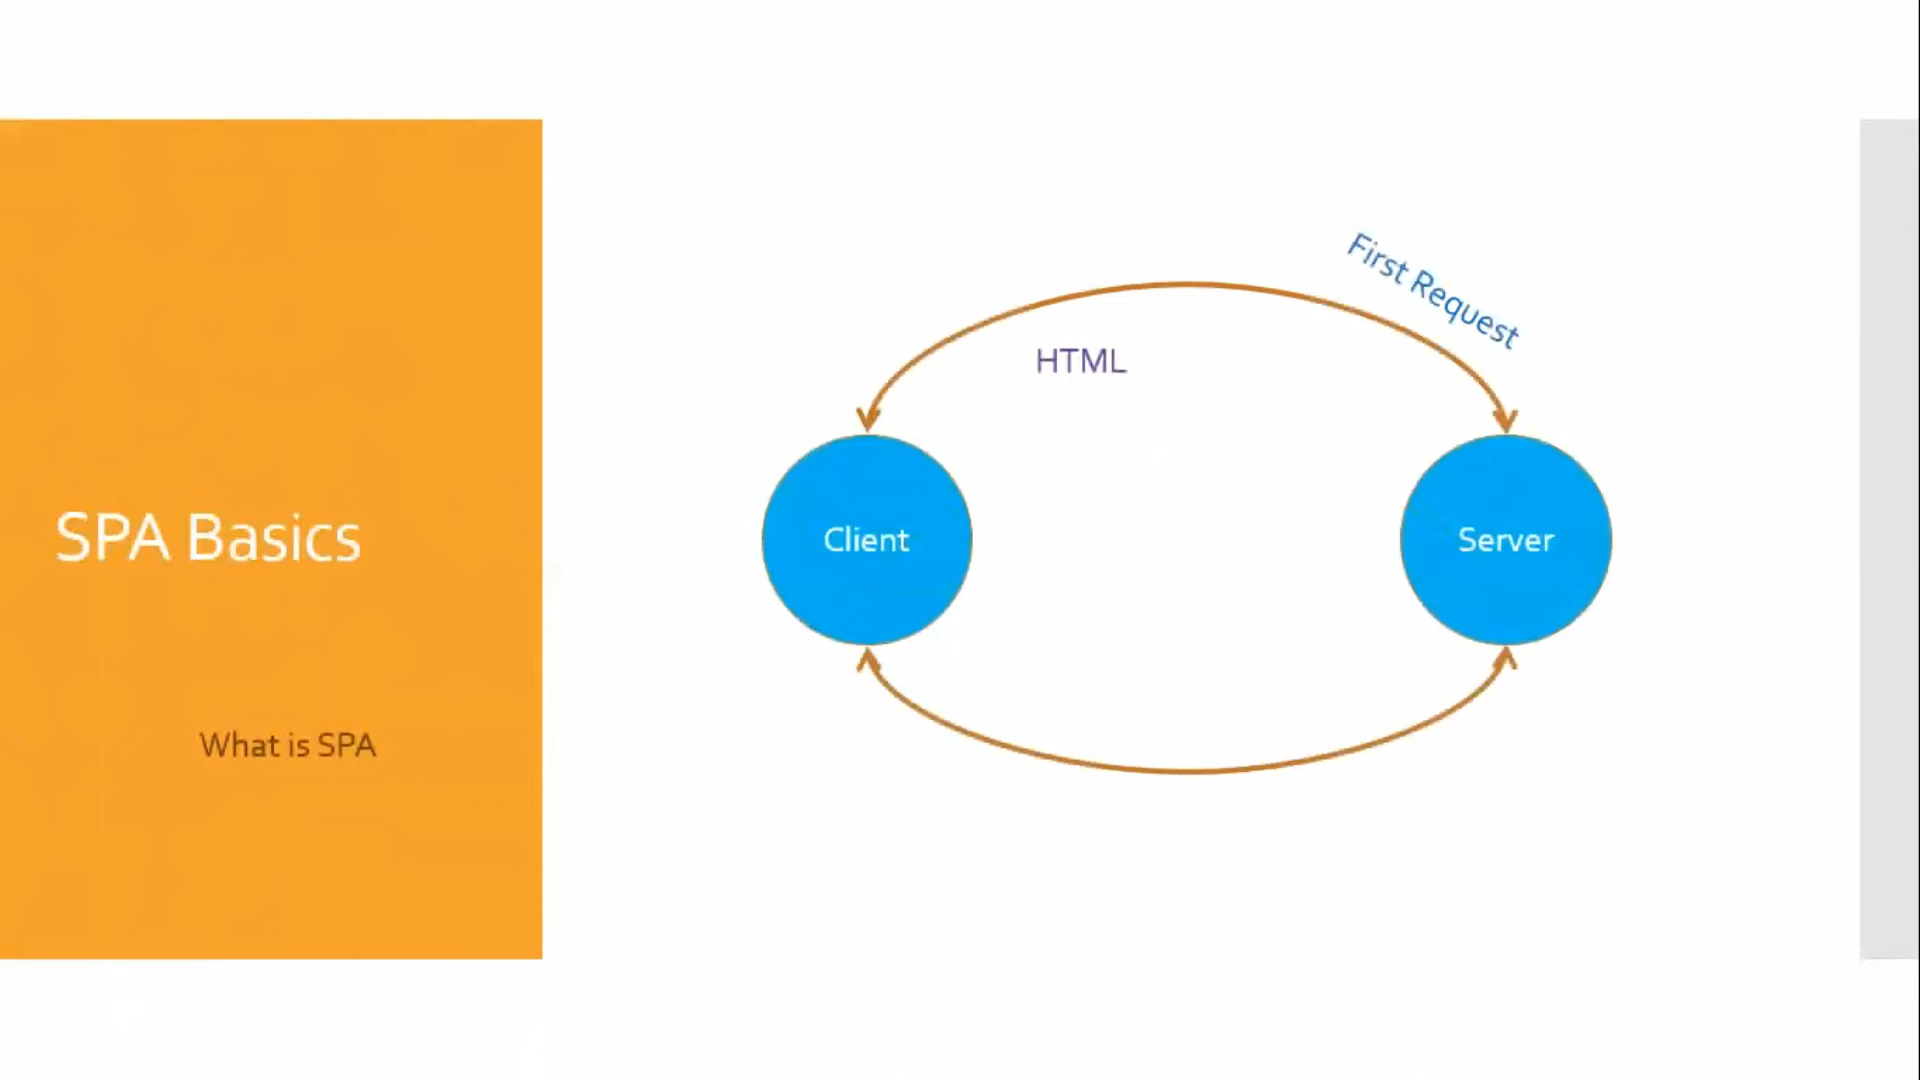 SPA Basics
What is SPA
First Request
HTML
Client
Server